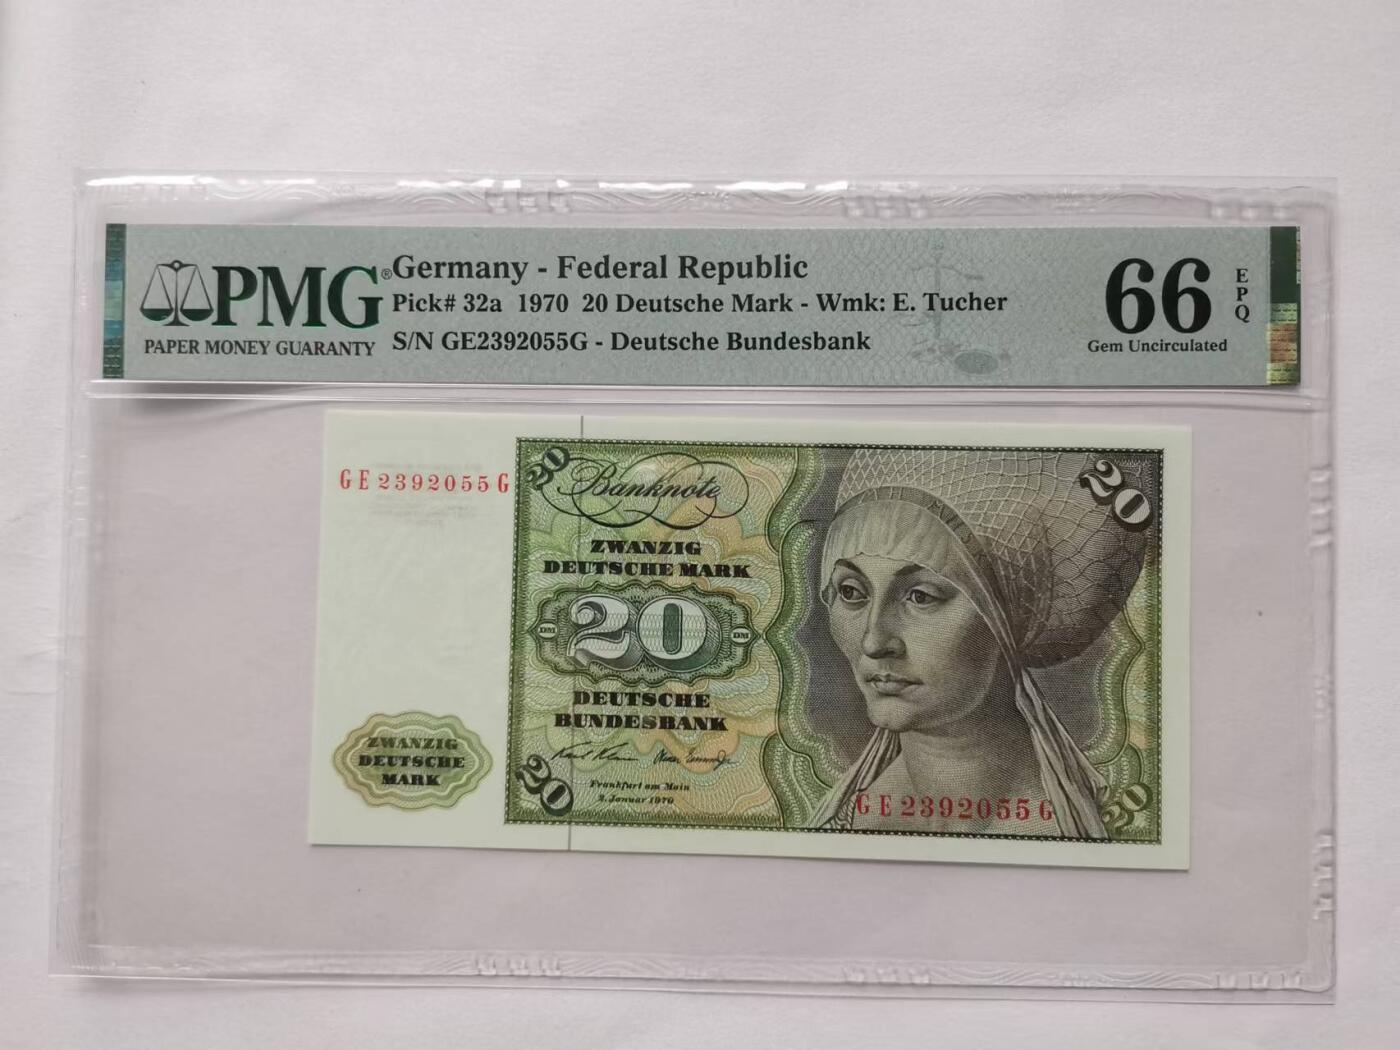 PMG®
PAPER MONEY GUARANTY
Germany - Federal Republic
Pick# 32a 1970 20 Deutsche Mark - Wmk: E. Tucher
S/N GE2392055G - Deutsche Bundesbank
66
EPQ
Gem Uncirculated
GE2392055G
20
Banknote
20
ZWANZIG
DEUTSCHE MARK
DM
20
DM
DEUTSCHE
BUNDESBANK
ZWANZIG
DEUTSCHE
MARK
20
Frankfurt am Main
2. Januar 1970
GE2392055G
20